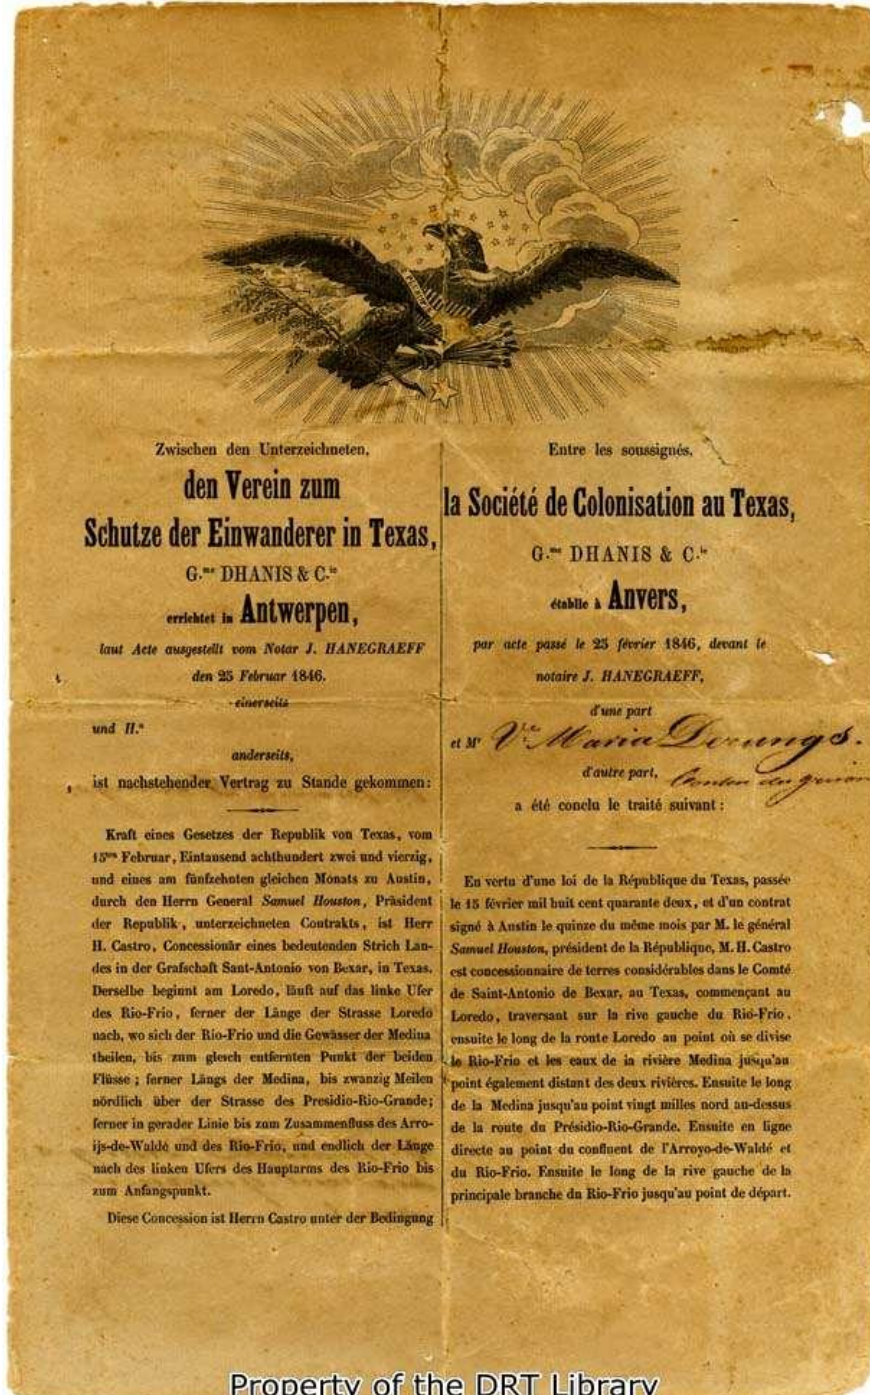 Zwischen den Unterzeichneten,
den Verein zum
Schutze der Einwanderer in Texas,
G.me DHANIS & C.ie
errichtet in Antwerpen,
laut Acte ausgestellt vom Notar J. HANEGRAEFF
den 25 Februar 1846.
einerseits
und H.n
anderseits,
ist nachstehender Vertrag zu Stande gekommen:
Kraft eines Gesetzes der Republik von Texas, vom
15ten Februar, Eintausend achthundert zwei und vierzig,
und eines am fünfzehnten gleichen Monats zu Austin,
durch den Herrn General Samuel Houston, Präsident
der Republik, unterzeichneten Contrakts, ist Herr
H. Castro, Concessionär eines bedeutenden Strich Lan-
des in der Grafschaft Sant-Antonio von Bexar, in Texas.
Derselbe beginnt am Loredo, läuft auf das linke Ufer
des Rio-Frio, ferner der Länge der Strasse Loredo
nach, wo sich der Rio-Frio und die Gewässer der Medina
theilen, bis zum gleich entfernten Punkt der beiden
Flüsse; ferner Längs der Medina, bis zwanzig Meilen
nördlich über der Strasse des Presidio-Rio-Grande;
ferner in gerader Linie bis zum Zusammenfluss des Arro-
ijs-de-Waldé und des Rio-Frio, und endlich der Länge
nach des linken Ufers des Hauptarms des Rio-Frio bis
zum Anfangspunkt.
Diese Concession ist Herrn Castro unter der Bedingung
Entre les soussignés,
la Société de Colonisation au Texas,
G.me DHANIS & C.ie
établie à Anvers,
par acte passé le 25 février 1846, devant le
notaire J. HANEGRAEFF,
d'une part
et Mr Ve Maria Derungs.
d'autre part,
a été conclu le traité suivant :
En vertu d'une loi de la République du Texas, passée
le 15 février mil huit cent quarante deux, et d'un contrat
signé à Austin le quinze du même mois par M. le général
Samuel Houston, président de la République, M. H. Castro
est concessionnaire de terres considérables dans le Comté
de Saint-Antonio de Bexar, au Texas, commençant au
Loredo, traversant sur la rive gauche du Rio-Frio,
ensuite le long de la route Loredo au point où se divise
le Rio-Frio et les eaux de la rivière Medina jusqu'au
point également distant des deux rivières. Ensuite le long
de la Medina jusqu'au point vingt milles nord au-dessus
de la route du Présidio-Rio-Grande. Ensuite en ligne
directe au point du confluent de l'Arroyo-de-Waldé et
du Rio-Frio. Ensuite le long de la rive gauche de la
principale branche du Rio-Frio jusqu'au point de départ.
Property of the DRT Library